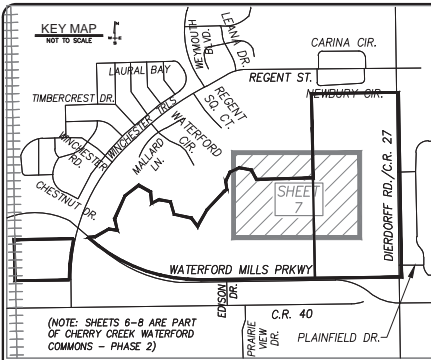 KEY MAP
NOT TO SCALE
LEANA DR.
WEYMOUTH
BLVD.
CARINA CIR.
LAURAL BAY
REGENT ST.
TIMBERCREST DR.
NEWBURY CIR.
REGENT
SQ. CT.
WINCHESTER TRLS
WATERFORD
CIR.
WINCHESTER
RD.
MALLARD
LN.
DIERDORFF RD./C.R. 27
CHESTNUT DR.
SHEET
7
WATERFORD MILLS PRKWY
EDISON
DR.
C.R. 40
(NOTE: SHEETS 6-8 ARE PART
OF CHERRY CREEK WATERFORD
COMMONS - PHASE 2)
PRAIRIE
VIEW
DR.
PLAINFIELD DR.